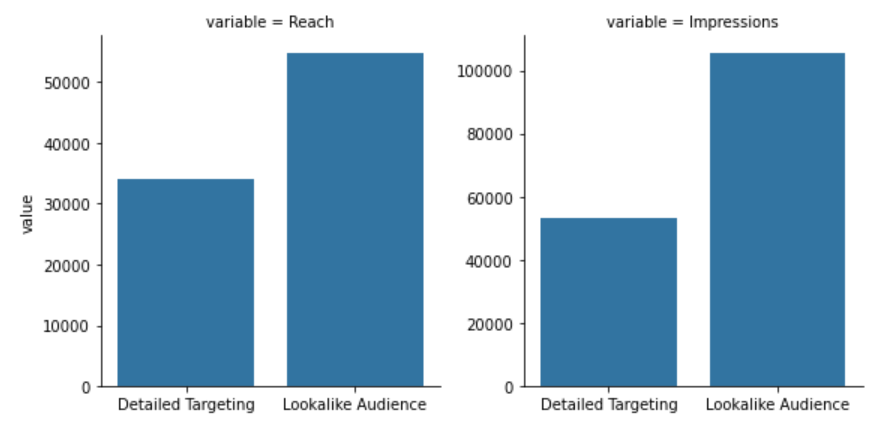 variable = Reach
50000
40000
30000
20000
10000
0
value
Detailed Targeting
Lookalike Audience
variable = Impressions
100000
80000
60000
40000
20000
0
Detailed Targeting
Lookalike Audience